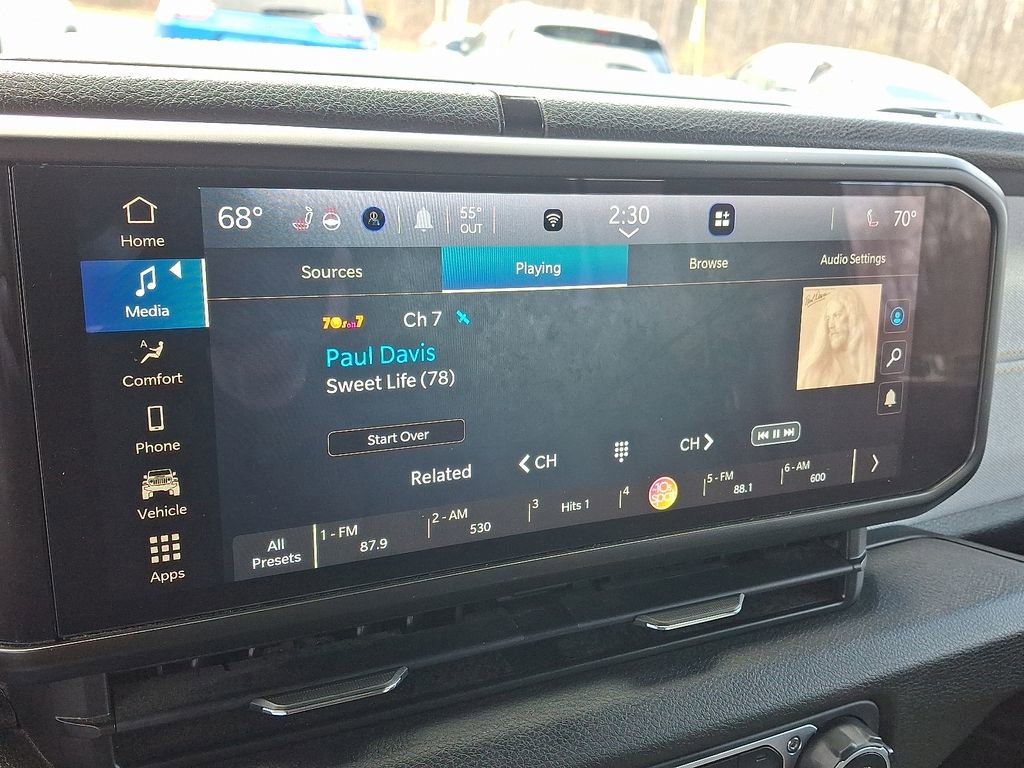 68°
55°
OUT
2:30
70°
Home
Media
A
Comfort
Phone
Vehicle
Apps
Sources
Playing
Browse
Audio Settings
70s on 7
Ch 7
Paul Davis
Sweet Life (78)
Start Over
Related
CH
CH
All
Presets
1 - FM
87.9
2 - AM
530
3
Hits 1
4
10s
spot
5 - FM
88.1
6 - AM
600